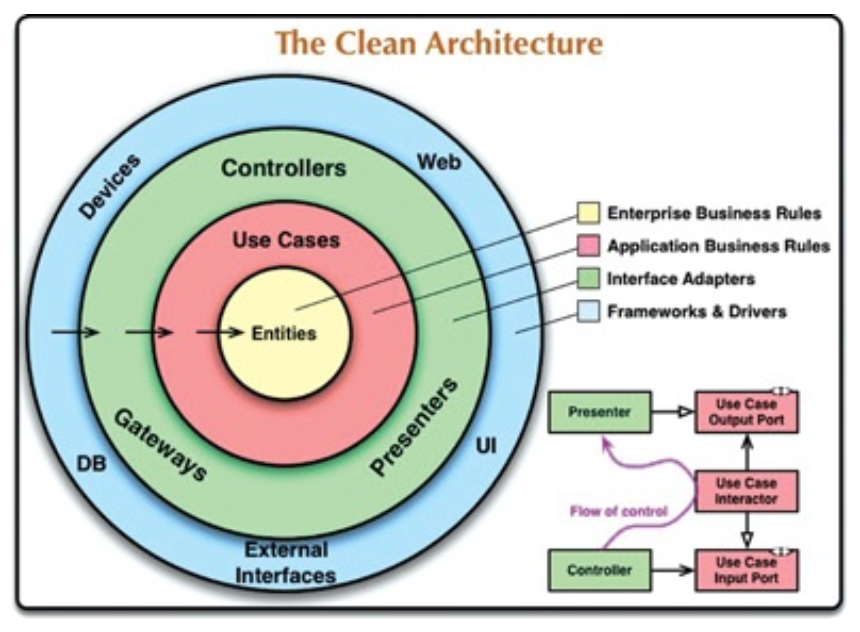 The Clean Architecture
Devices
Controllers
Web
Use Cases
Entities
Gateways
Presenters
DB
UI
External
Interfaces
Enterprise Business Rules
Application Business Rules
Interface Adapters
Frameworks & Drivers
Presenter
Use Case
Output Port
Flow of control
Use Case
Interactor
Controller
Use Case
Input Port